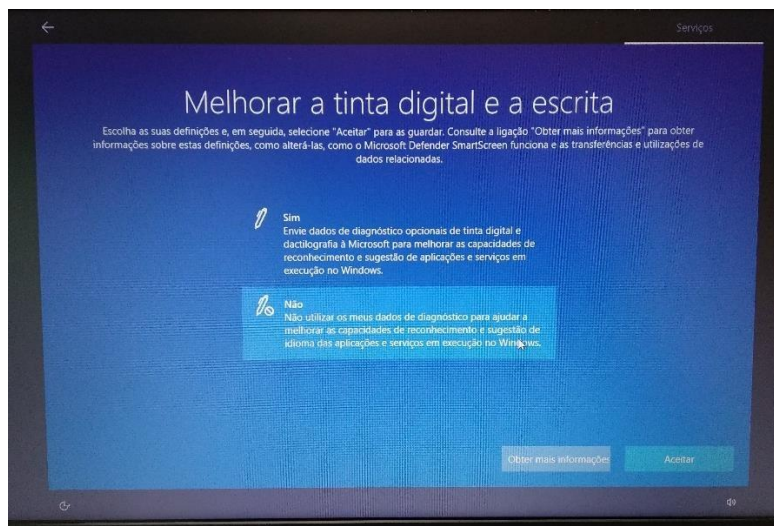 Serviços
Melhorar a tinta digital e a escrita
Escolha as suas definições e, em seguida, selecione "Aceitar" para as guardar. Consulte a ligação "Obter mais informações" para obter
informações sobre estas definições, como alterá-las, como o Microsoft Defender SmartScreen funciona e as transferências e utilizações de
dados relacionadas.
Sim
Envie dados de diagnóstico opcionais de tinta digital e
dactilografia à Microsoft para melhorar as capacidades de
reconhecimento e sugestão de aplicações e serviços em
execução no Windows.
Não
Não utilizar os meus dados de diagnóstico para ajudar a
melhorar as capacidades de reconhecimento e sugestão de
idioma das aplicações e serviços em execução no Windows.
Obter mais informações
Aceitar